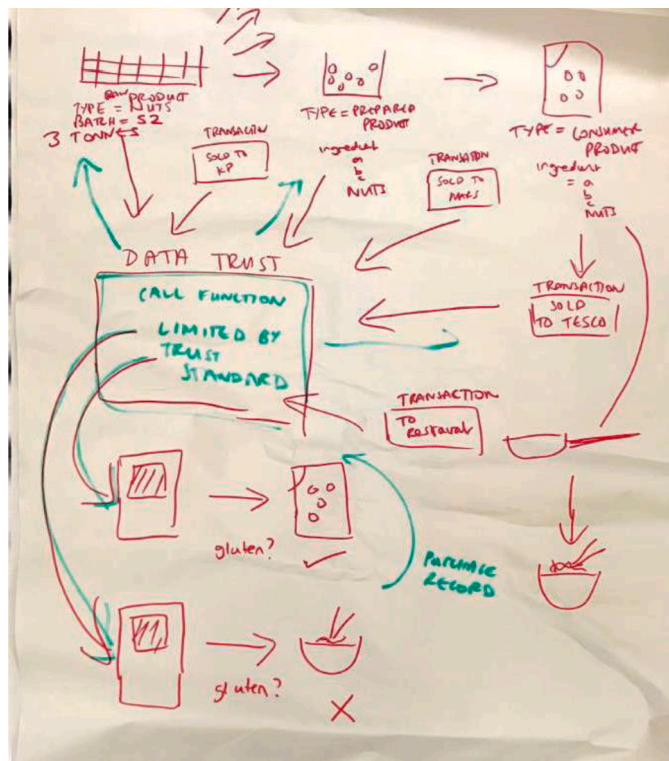 RAW PRODUCT
TYPE = NUTS
BATCH = S2
3 TONNES
TRANSACTION
SOLD TO
KP
TYPE = PREPARED
PRODUCT
ingredient
a
b
c
NUTS
TRANSACTION
SOLD TO
MARS
TYPE = CONSUMER
PRODUCT
ingredient
= a
b
c
NUTS
TRANSACTION
SOLD
TO TESCO
DATA TRUST
CALL FUNCTION
LIMITED BY
TRUST
STANDARD
TRANSACTION
TO
gluten?
PURCHASE
RECORD
gluten?